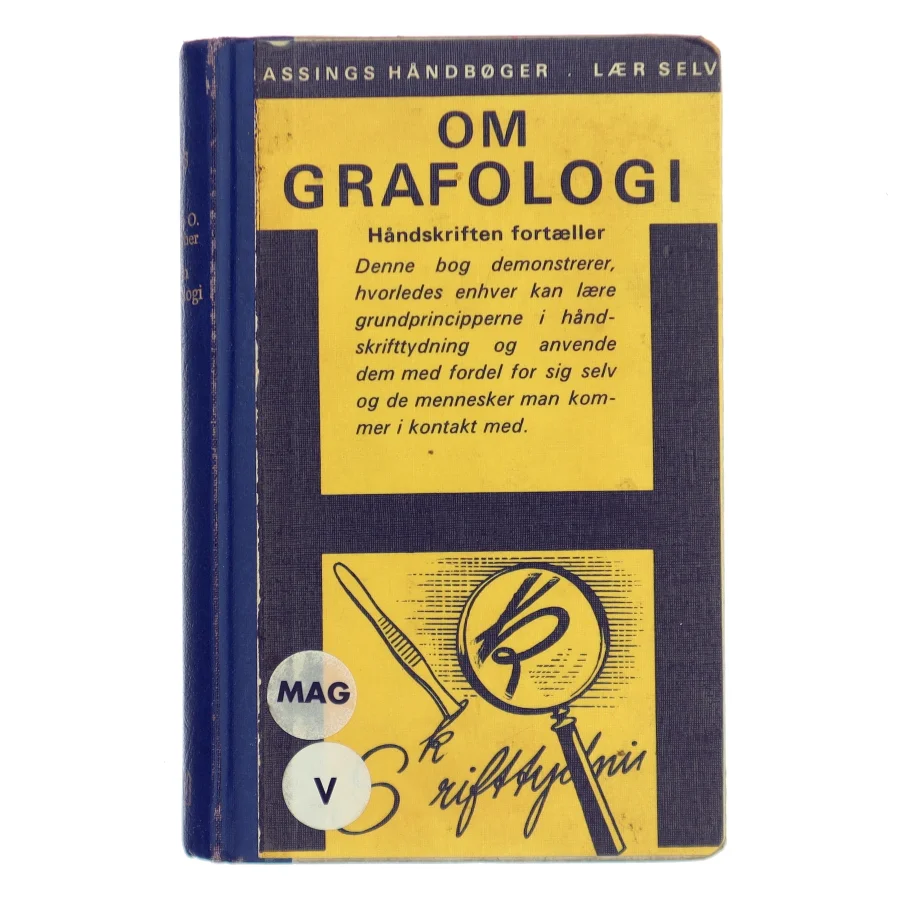 ASSINGS HÅNDBØGER . LÆR SELV
OM
GRAFOLOGI
Håndskriften fortæller
Denne bog demonstrerer,
hvorledes enhver kan lære
grundprincipperne i hånd-
skrifttydning og anvende
dem med fordel for sig selv
og de mennesker man kom-
mer i kontakt med.
k
rifttydnin
MAG
V
O.